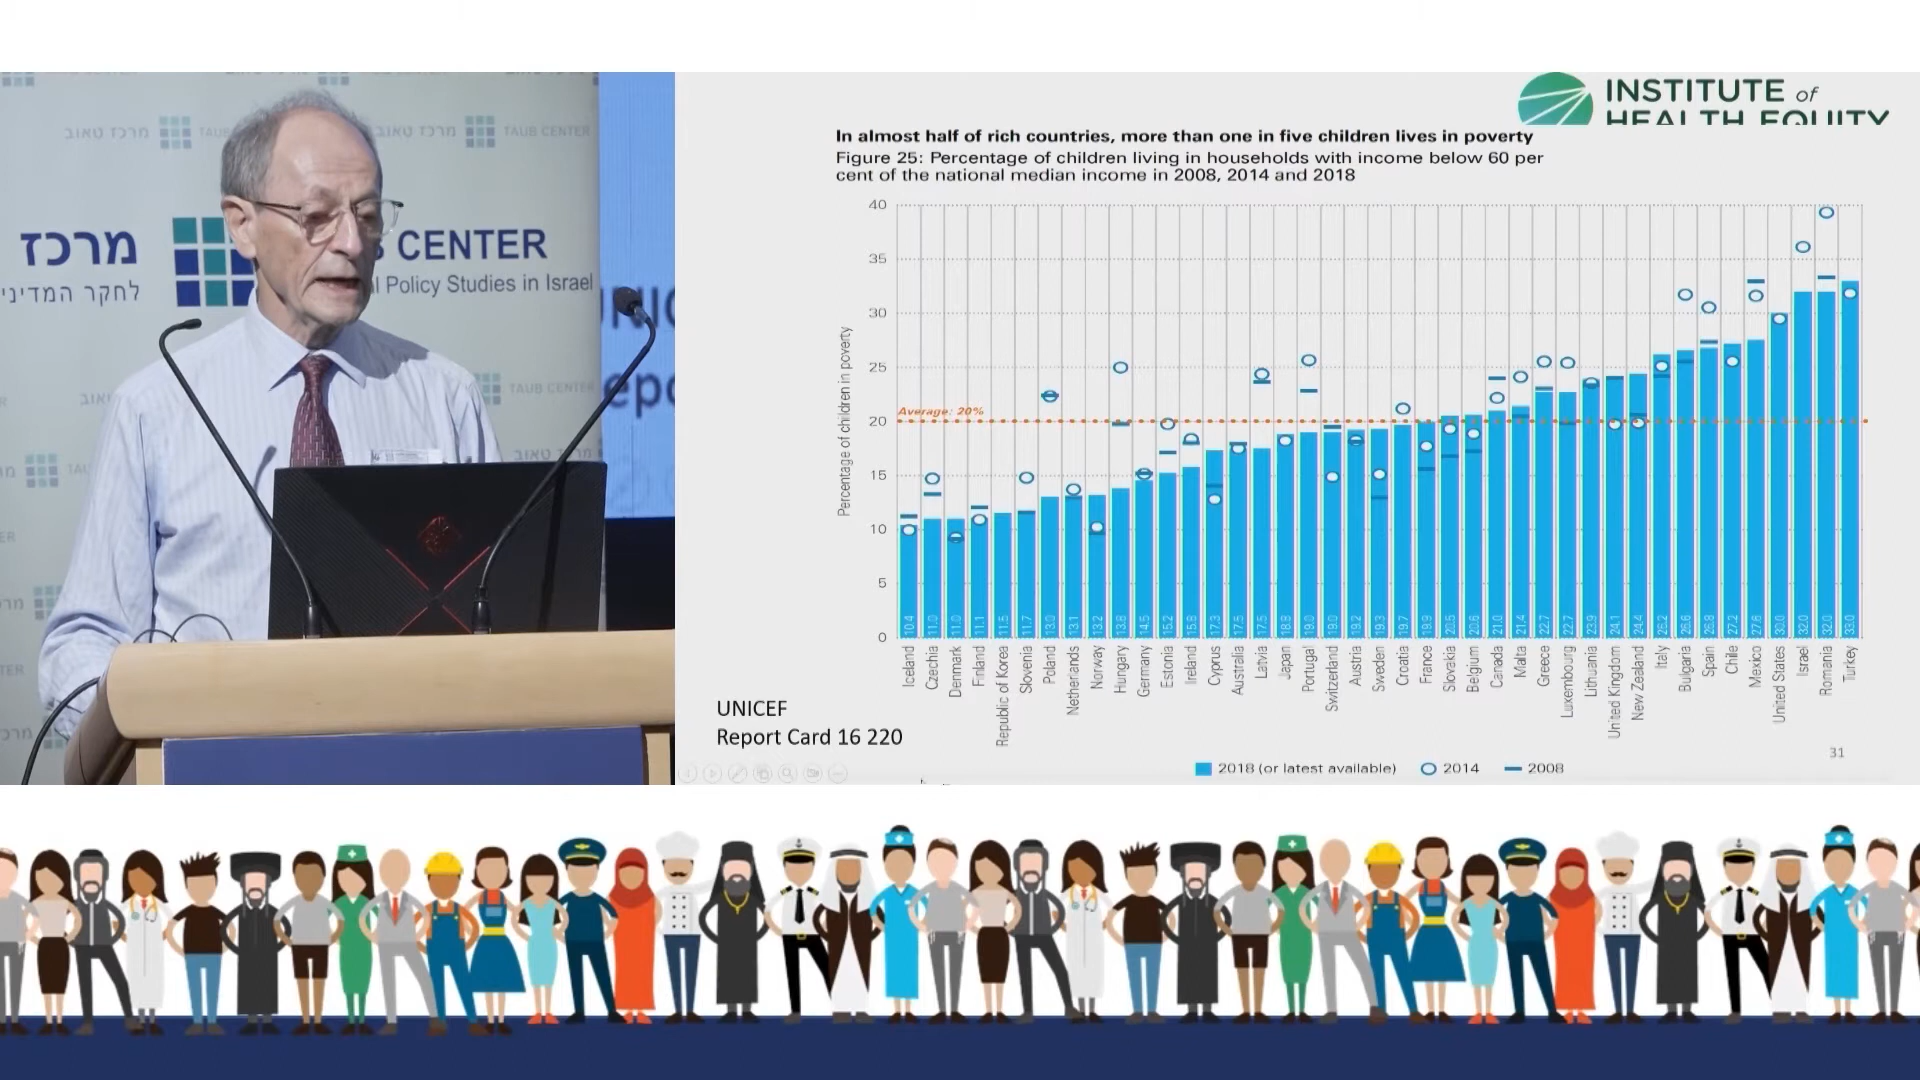 מרכז טאוב
TAUB CENTER
מרכז טאוב
TAUB CENTER
מרכז
B CENTER
לחקר המדיני
l Policy Studies in Israel
TAUB CENTER
INSTITUTE of
HEALTH EQUITY
In almost half of rich countries, more than one in five children lives in poverty
Figure 25: Percentage of children living in households with income below 60 per
cent of the national median income in 2008, 2014 and 2018
Percentage of children in poverty
40
35
30
25
20
15
10
5
0
Average: 20%
10.4 11.0 11.0 11.1 11.5 11.7 13.0 13.1 13.2 13.8 14.5 15.2 15.8 17.3 17.5 17.5 18.8 19.0 19.0 19.2 19.3 19.7 19.9 20.5 20.6 21.0 21.4 22.7 22.7 23.9 24.1 24.4 26.2 26.6 26.8 27.2 27.6 30.0 32.0 32.0 33.0
Iceland
Czechia
Denmark
Finland
Republic of Korea
Slovenia
Poland
Netherlands
Norway
Hungary
Germany
Estonia
Ireland
Cyprus
Australia
Latvia
Japan
Portugal
Switzerland
Austria
Sweden
Croatia
France
Slovakia
Belgium
Canada
Malta
Greece
Luxembourg
Lithuania
United Kingdom
New Zealand
Italy
Bulgaria
Spain
Chile
Mexico
United States
Israel
Romania
Turkey
UNICEF
Report Card 16 220
31
2018 (or latest available) 2014 2008